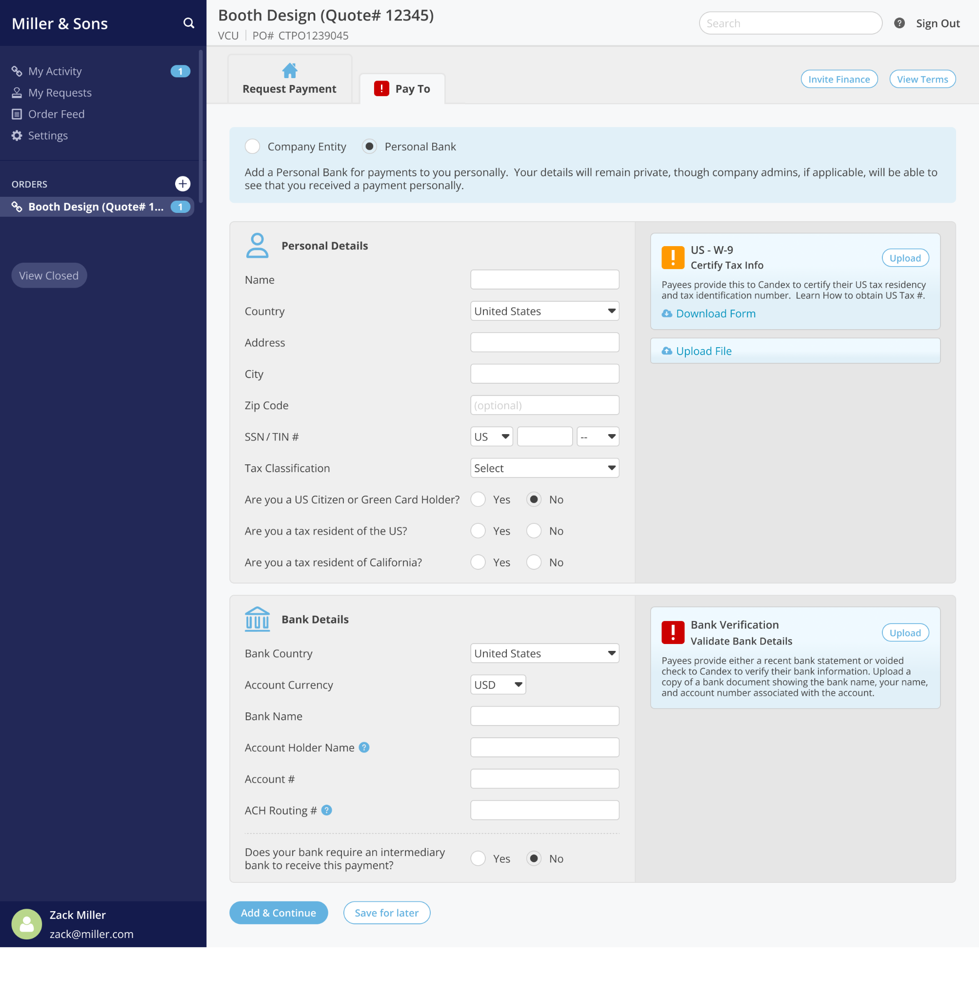 Miller & Sons
My Activity 1
My Requests
Order Feed
Settings
ORDERS
Booth Design (Quote# 1... 1
View Closed
Zack Miller
zack@miller.com
Booth Design (Quote# 12345)
VCU | PO# CTPO1239045
Search
? Sign Out
Request Payment
! Pay To
Invite Finance
View Terms
Company Entity
Personal Bank
Add a Personal Bank for payments to you personally. Your details will remain private, though company admins, if applicable, will be able to
see that you received a payment personally.
Personal Details
Name
Country United States
Address
City
Zip Code (optional)
SSN / TIN # US --
Tax Classification Select
Are you a US Citizen or Green Card Holder? Yes No
Are you a tax resident of the US? Yes No
Are you a tax resident of California? Yes No
! US - W-9
Certify Tax Info
Upload
Payees provide this to Candex to certify their US tax residency
and tax identification number. Learn How to obtain US Tax #.
Download Form
Upload File
Bank Details
Bank Country United States
Account Currency USD
Bank Name
Account Holder Name ?
Account #
ACH Routing # ?
Does your bank require an intermediary
bank to receive this payment? Yes No
! Bank Verification
Validate Bank Details
Upload
Payees provide either a recent bank statement or voided
check to Candex to verify their bank information. Upload a
copy of a bank document showing the bank name, your name,
and account number associated with the account.
Add & Continue
Save for later